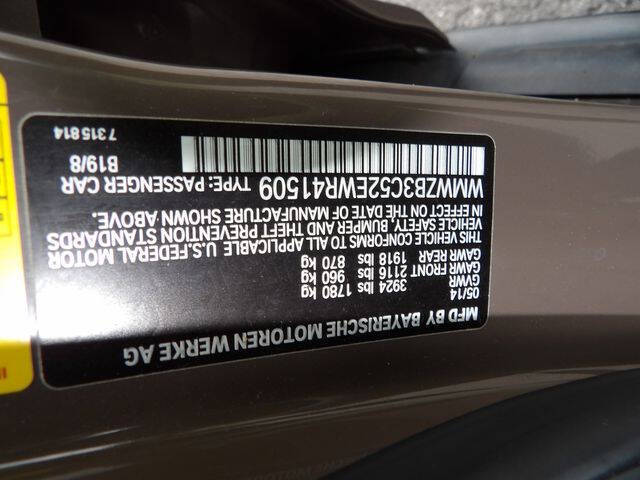 MFD BY BAYERISCHE MOTOREN WERKE AG
05/14
GVWR 3924 lbs 1780 kg
GAWR FRONT 2116 lbs 960 kg
GAWR REAR 1918 lbs 870 kg
THIS VEHICLE CONFORMS TO ALL APPLICABLE U.S.FEDERAL MOTOR
VEHICLE SAFETY, BUMPER AND THEFT PREVENTION STANDARDS
IN EFFECT ON THE DATE OF MANUFACTURE SHOWN ABOVE.
WMWZB3C52EWR41509 TYPE: PASSENGER CAR
B19/8
7315814